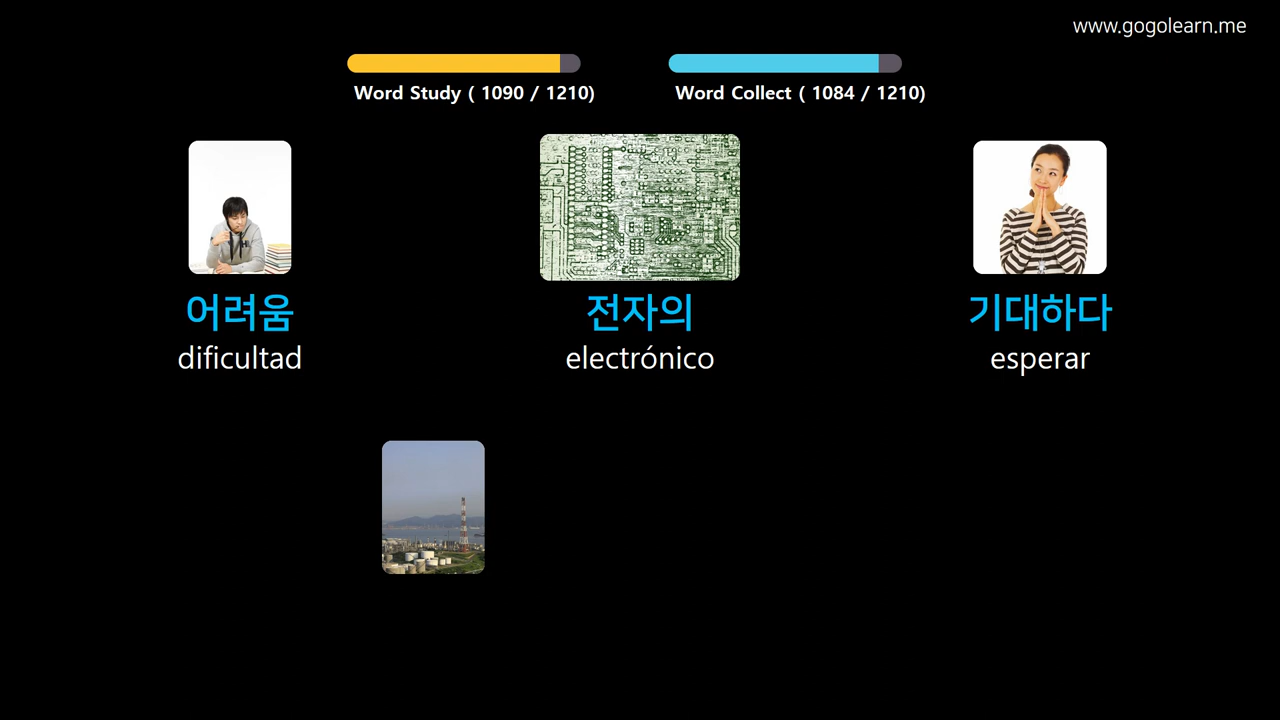 www.gogolearn.me
Word Study ( 1090 / 1210)
Word Collect ( 1084 / 1210)
어려움
전자의
기대하다
dificultad
electrónico
esperar